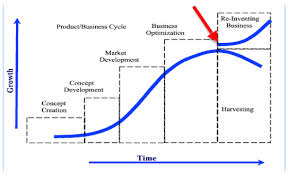 Product/Business Cycle
Business
Optimization
Re-Inventing
Business
Market
Development
Concept
Development
Concept
Creation
Harvesting
Growth
Time